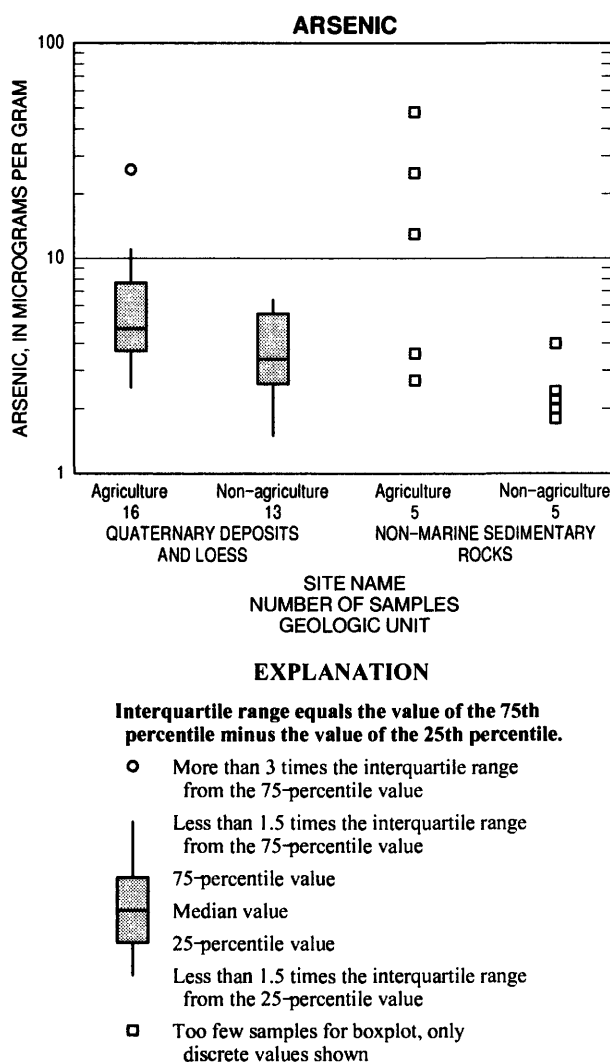 ARSENIC
ARSENIC, IN MICROGRAMS PER GRAM
100
10
1
Agriculture Non-agriculture Agriculture Non-agriculture
16 13 5 5
QUATERNARY DEPOSITS NON-MARINE SEDIMENTARY
AND LOESS ROCKS
SITE NAME
NUMBER OF SAMPLES
GEOLOGIC UNIT
EXPLANATION
Interquartile range equals the value of the 75th
percentile minus the value of the 25th percentile.
More than 3 times the interquartile range
from the 75-percentile value
Less than 1.5 times the interquartile range
from the 75-percentile value
75-percentile value
Median value
25-percentile value
Less than 1.5 times the interquartile range
from the 25-percentile value
Too few samples for boxplot, only
discrete values shown